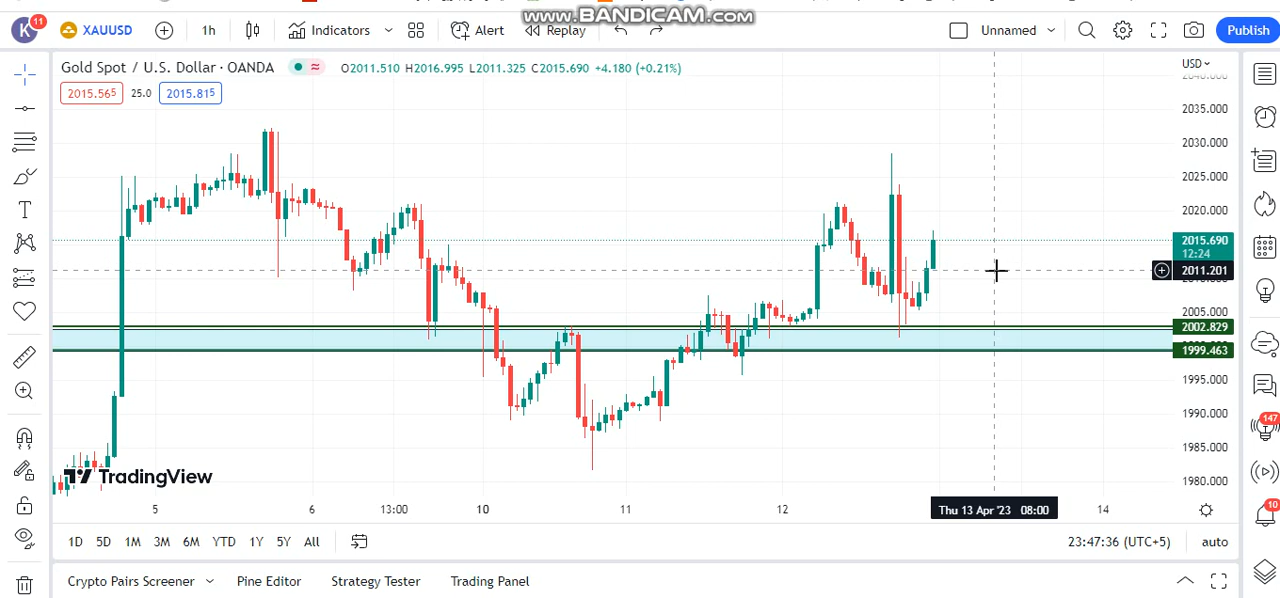 www.BANDICAM.com
K 11 XAUUSD 1h Indicators Alert Replay Unnamed Publish
Gold Spot / U.S. Dollar · OANDA ≈ O2011.510 H2016.995 L2011.325 C2015.690 +4.180 (+0.21%)
USD
2015.565 25.0 2015.815
2040.000
2035.000
2030.000
2025.000
2020.000
2015.690
12:24
2011.201
2005.000
2002.829
1999.463
1995.000
1990.000
1985.000
1980.000
147
10
TradingView
5 6 13:00 10 11 12 Thu 13 Apr '23 08:00 14
1D 5D 1M 3M 6M YTD 1Y 5Y All 23:47:36 (UTC+5) auto
Crypto Pairs Screener Pine Editor Strategy Tester Trading Panel